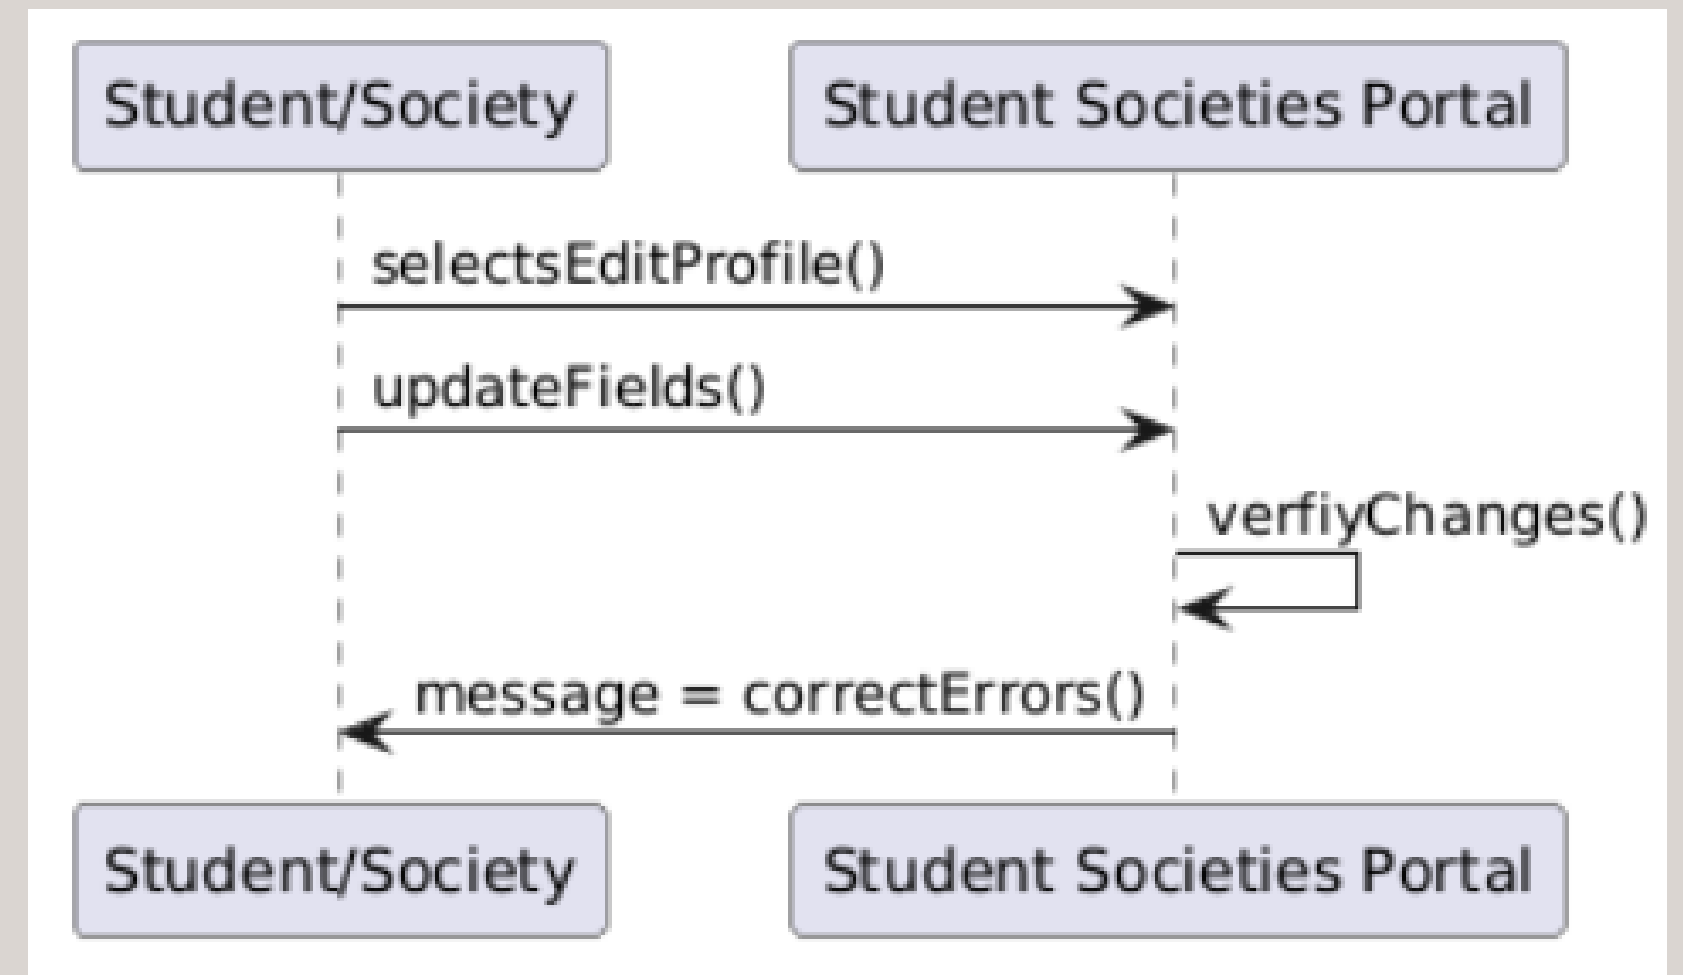 Student/Society
Student Societies Portal
selectsEditProfile()
updateFields()
verfiyChanges()
message = correctErrors()
Student/Society
Student Societies Portal